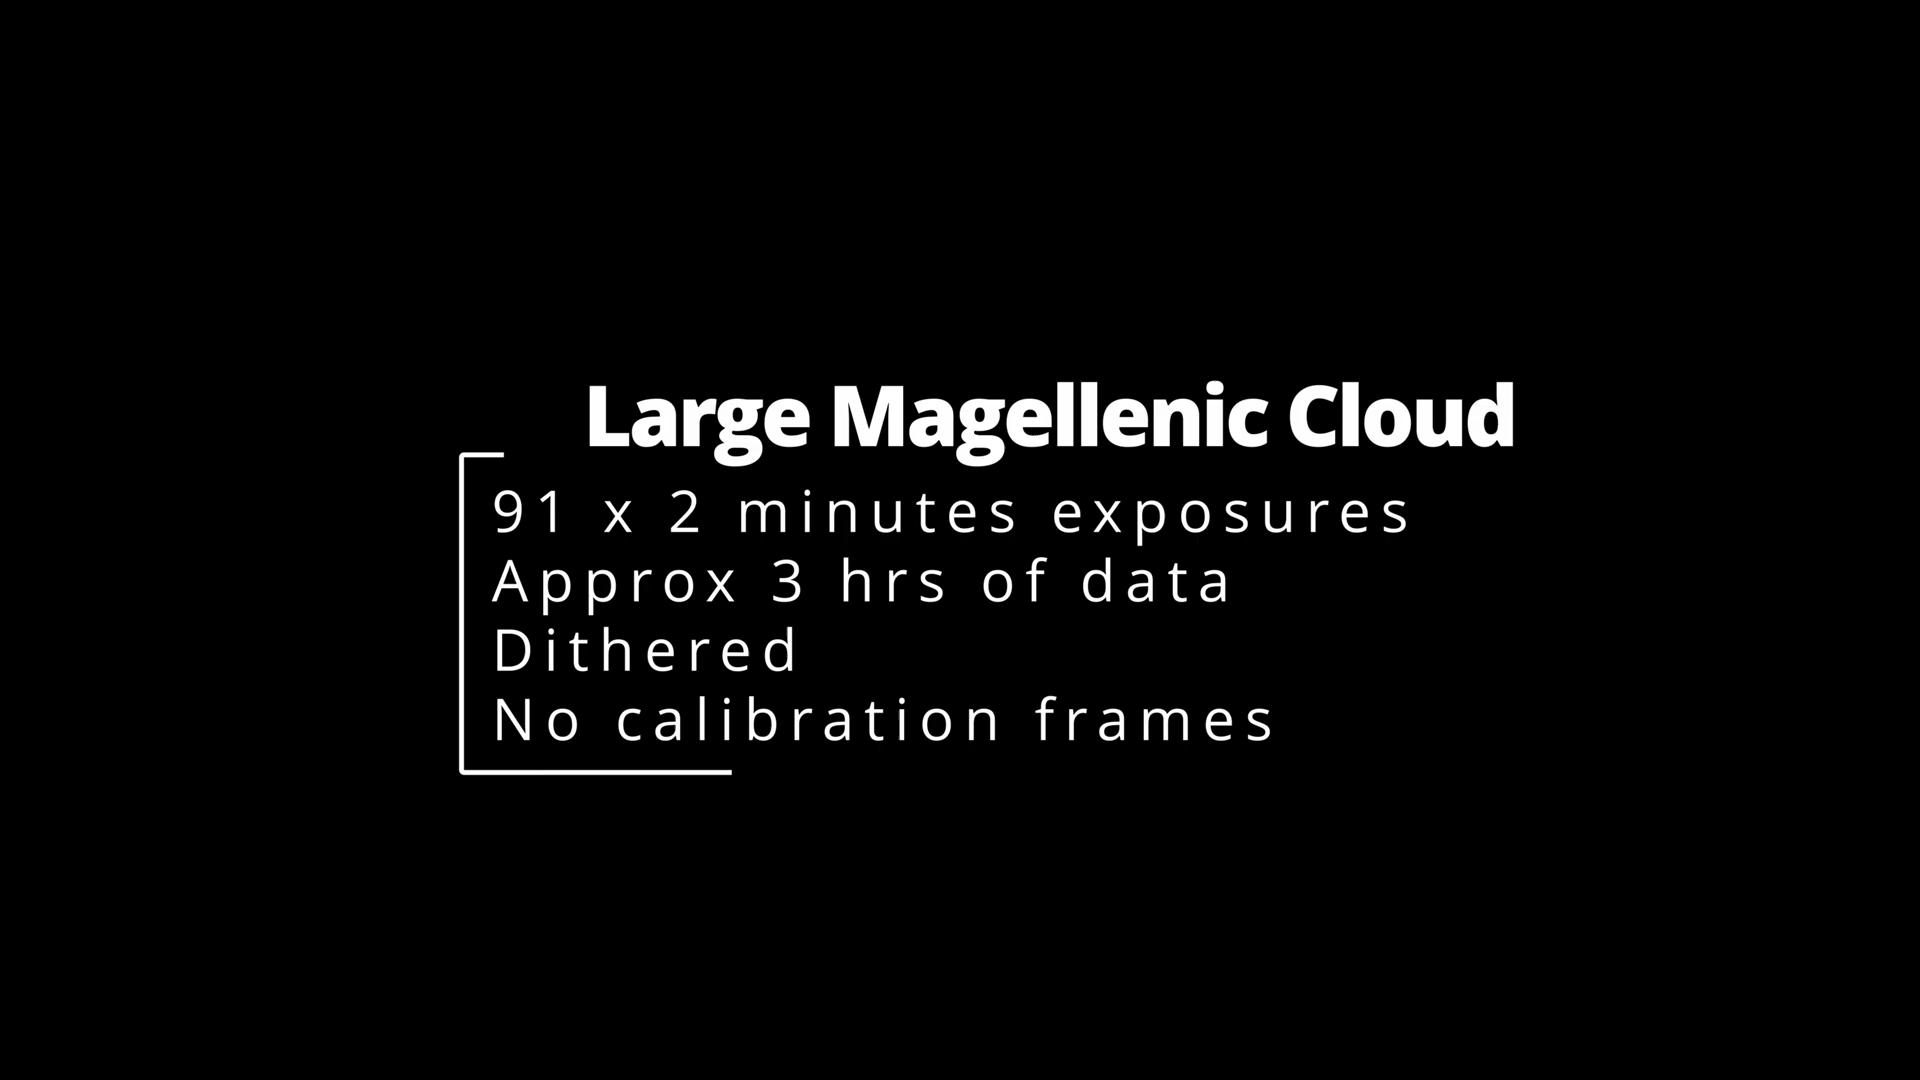 Large Magellenic Cloud
91 x 2 minutes exposures
Approx 3 hrs of data
Dithered
No calibration frames